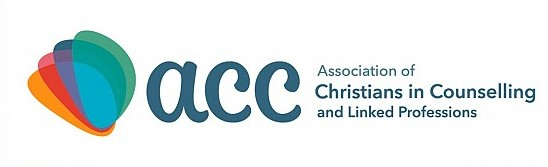 acc
Association of
Christians in Counselling
and Linked Professions